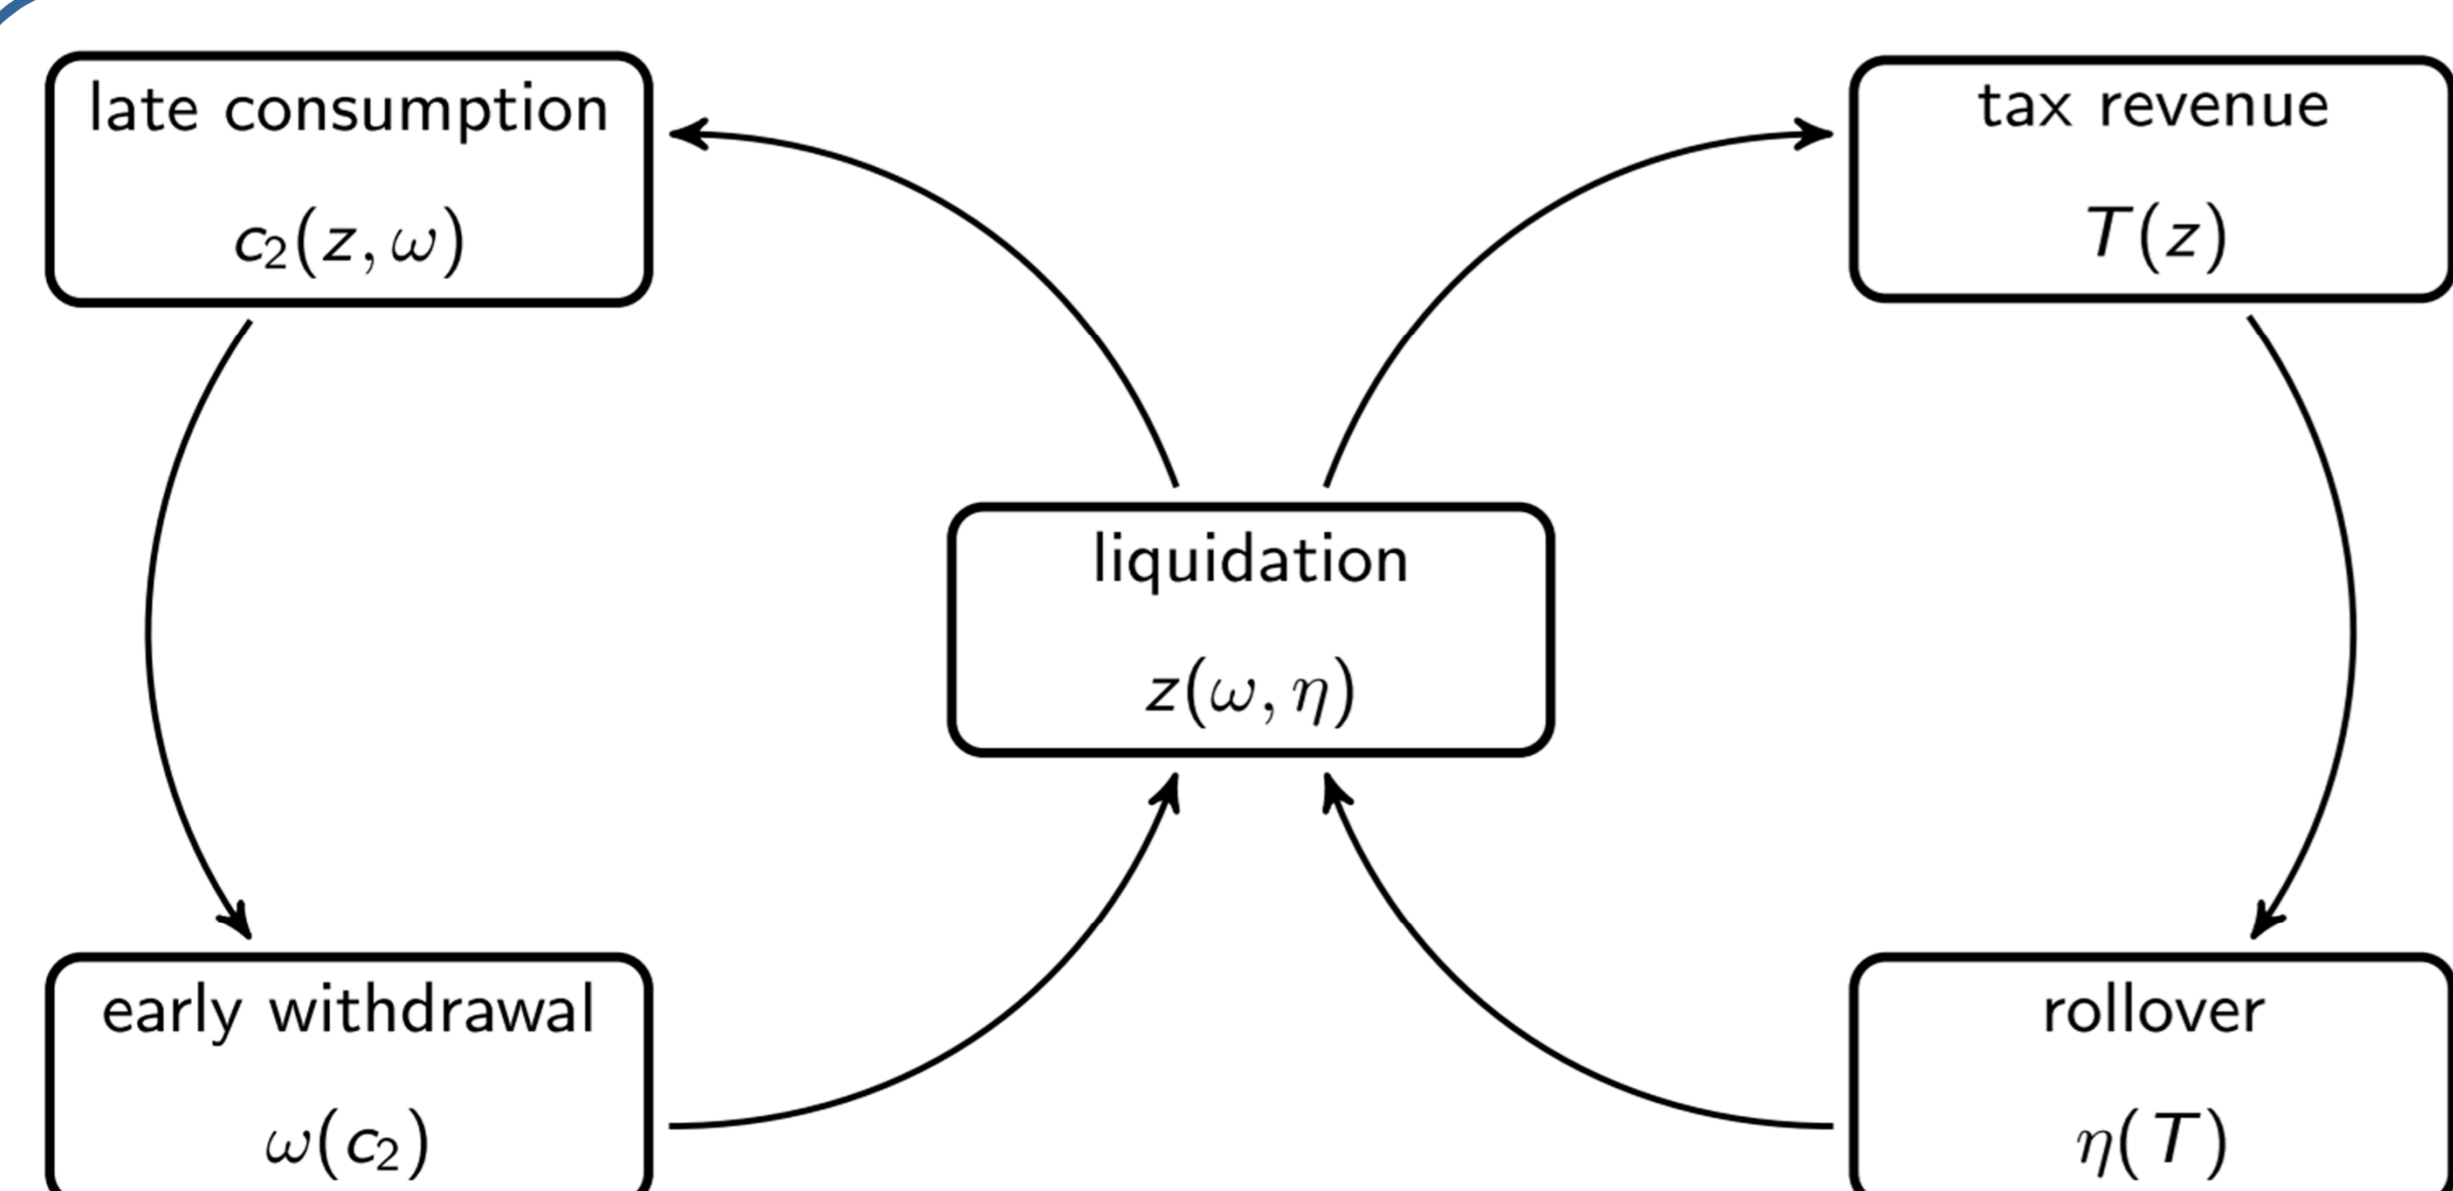 late consumption
c₂(z, ω)
tax revenue
T(z)
liquidation
z(ω, η)
early withdrawal
ω(c₂)
rollover
η(T)